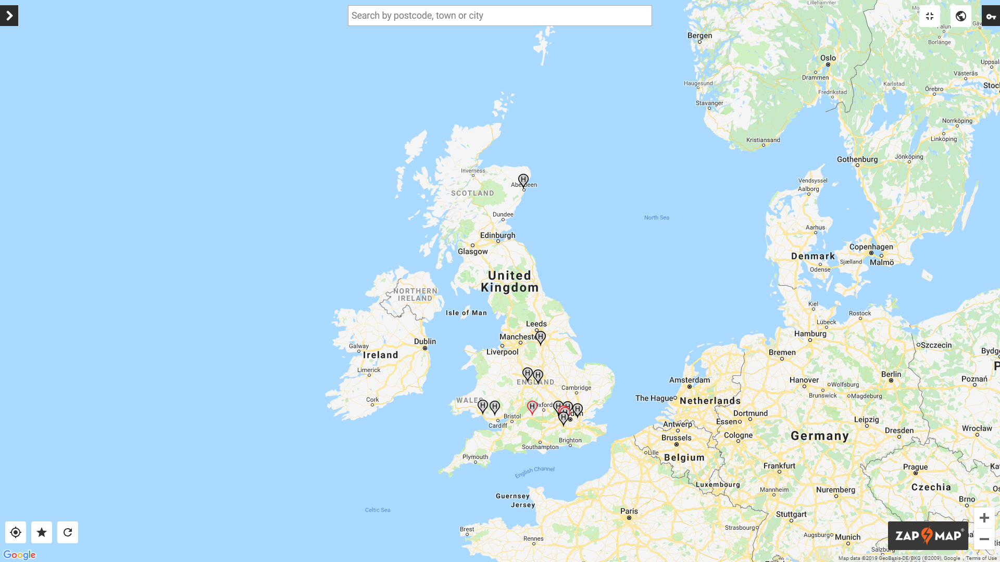 Search by postcode, town or city
Lillehammer
Bergen
Borlänge
Oslo
Drammen
Haugesund
Fredrikstad
Karlstad
Västerås
Örebro
Stavanger
Norrköping
Linköping
Kristiansand
Gothenburg
Jönköping
Inverness
Aberdeen
SCOTLAND
Vendsyssel
Aalborg
North Sea
Dundee
Edinburgh
Glasgow
Aarhus
Copenhagen
Denmark
Sjælland
Malmö
Odense
United
Kingdom
NORTHERN
IRELAND
Isle of Man
Kiel
Rostock
Lübeck
Leeds
Hamburg
Dublin
Galway
Ireland
Liverpool
Szczecin
Bremen
Limerick
H
H
H
H
ENGLAND
Cambridge
Amsterdam
Hanover
Wolfsburg
Berlin
Poznań
Brunswick
Magdeburg
Cork
WALES
The Hague
Netherlands
H
H
H
H
H
H
H
H
Bristol
Cardiff
Dortmund
Essen
Leipzig
Antwerp
Cologne
Dresden
Wrocław
Germany
Brussels
Brighton
Southampton
Lille
Belgium
Plymouth
Frankfurt
Prague
English Channel
Luxembourg
Mannheim
Nuremberg
Czechia
Guernsey
Jersey
Brno
Celtic Sea
Paris
Stuttgart
Brest
Strasbourg
Rennes
Augsburg
Munich
Salzburg
ZAP MAP®
Google
Map data ©2019 GeoBasis-DE/BKG (©2009), Google
Terms of Use